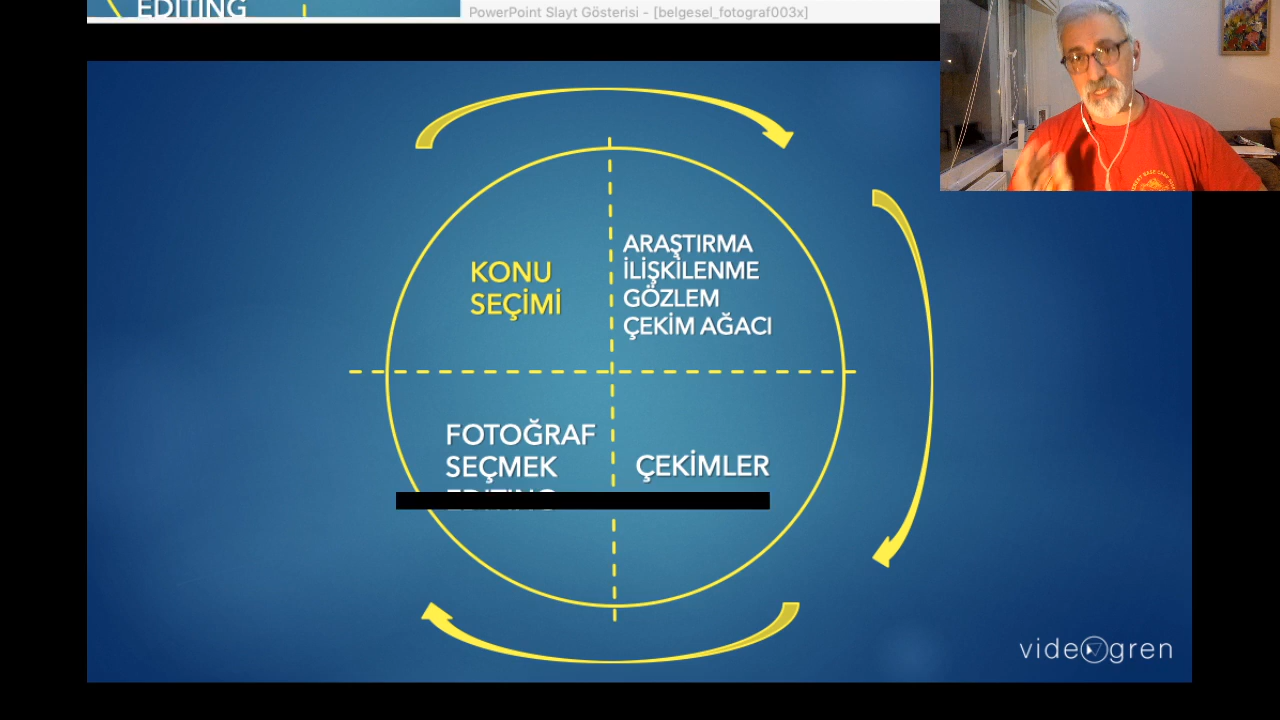 EDITING
PowerPoint Slayt Gösterisi - [belgesel_fotograf003x]
KONU
SEÇİMİ
ARAŞTIRMA
İLİŞKİLENME
GÖZLEM
ÇEKİM AĞACI
FOTOĞRAF
SEÇMEK
EDITING
ÇEKİMLER
videogren